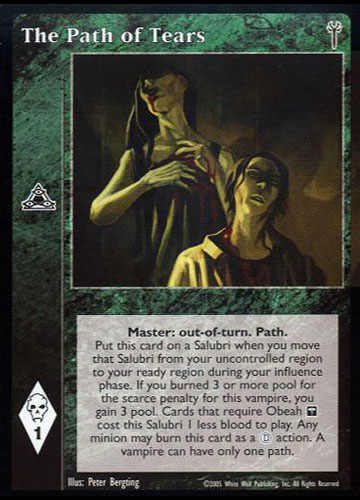 The Path of Tears
Master: out-of-turn. Path.
Put this card on a Salubri when you move
that Salubri from your uncontrolled region
to your ready region during your influence
phase. If you burned 3 or more pool for
the scarce penalty for this vampire, you
gain 3 pool. Cards that require Obeah
cost this Salubri 1 less blood to play. Any
minion may burn this card as a D action. A
vampire can have only one path.
1
Illus: Peter Bergting
©2005 White Wolf Publishing, Inc. All Rights Reserved.